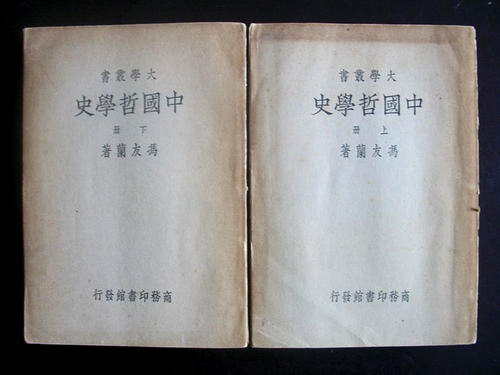 大學叢書
中國哲學史
上冊
馮友蘭著
商務印書館發行
大學叢書
中國哲學史
下冊
馮友蘭著
商務印書館發行